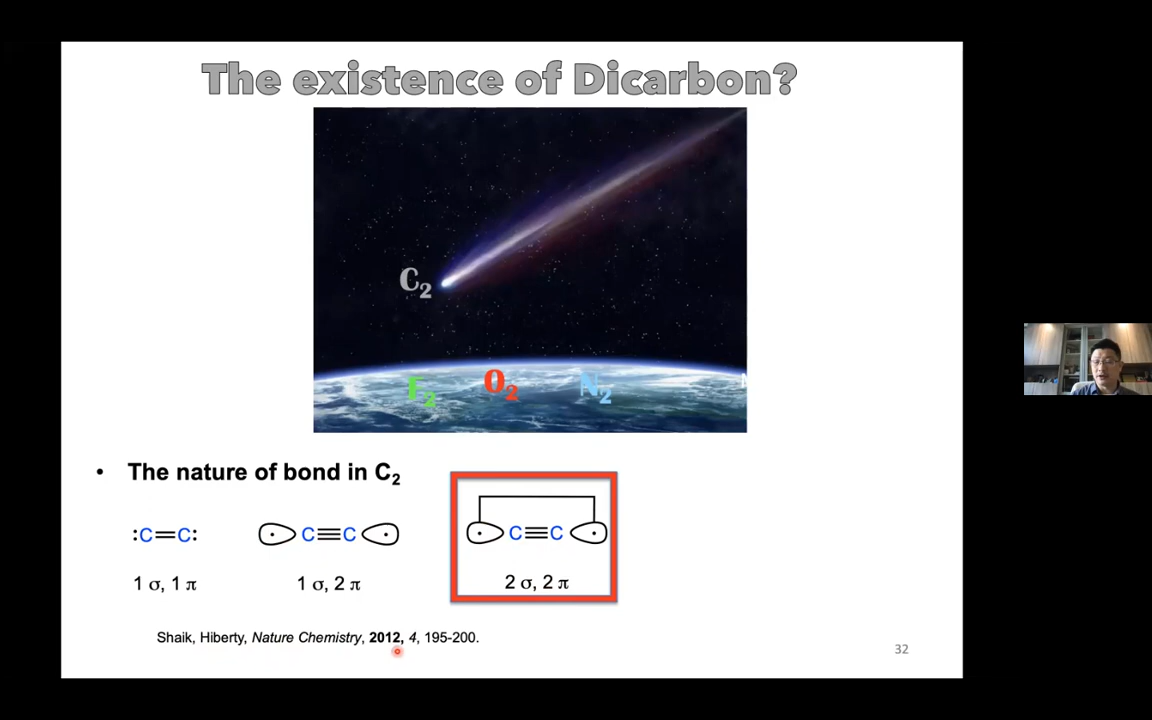 The existence of Dicarbon?
C₂
F₂ O₂ N₂
• The nature of bond in C₂
:C=C: C≡C C≡C
1 σ, 1 π 1 σ, 2 π 2 σ, 2 π
Shaik, Hiberty, Nature Chemistry, 2012, 4, 195-200.
32